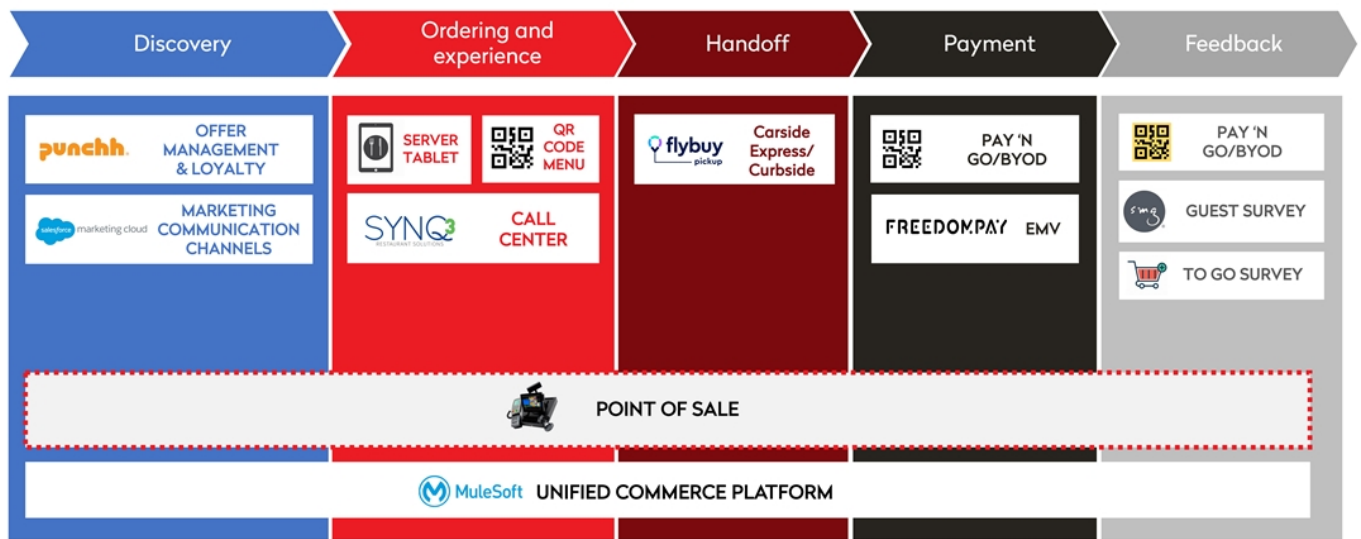 Discovery
Ordering and
experience
Handoff
Payment
Feedback
punchh.
OFFER
MANAGEMENT
& LOYALTY
salesforce marketing cloud
MARKETING
COMMUNICATION
CHANNELS
SERVER
TABLET
QR
CODE
MENU
SYNQ3
RESTAURANT SOLUTIONS
CALL
CENTER
flybuy
pickup
Carside
Express/
Curbside
PAY 'N
GO/BYOD
FREEDOMPAY EMV
PAY 'N
GO/BYOD
smg
GUEST SURVEY
TO GO SURVEY
POINT OF SALE
MuleSoft UNIFIED COMMERCE PLATFORM